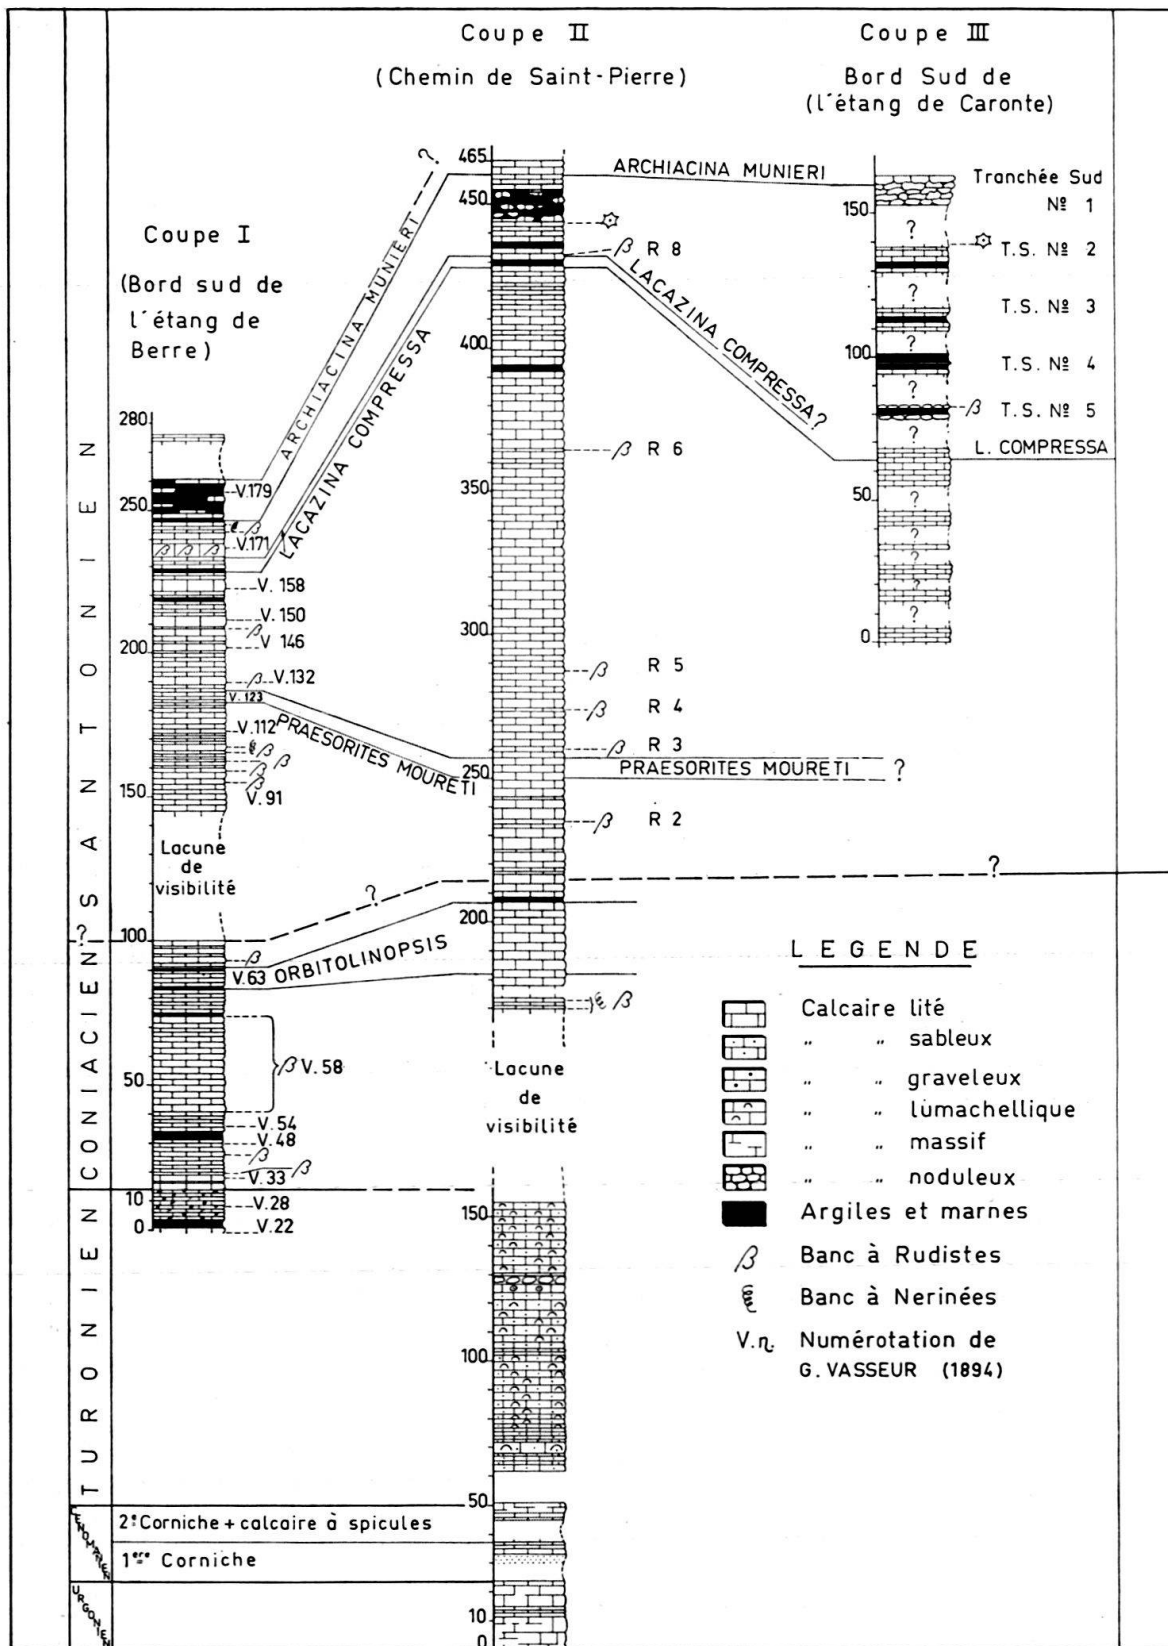 Coupe II
(Chemin de Saint-Pierre)
Coupe III
Bord Sud de
(l'étang de Caronte)
Coupe I
(Bord sud de
l'étang de
Berre)
SANTONIEN
?
CONIACIEN
TURONIEN
CENOMANIEN
URGONIEN
280
250
200
150
100
50
10
0
V.179
β
V.171
β β β
V. 158
V. 150
β
V 146
β V.132
V. 123
V.112
β
β
β
β
V.91
Lacune
de
visibilité
β
V.63
β V.58
V.54
V.48
β
V.33 β
V.28
V.22
ARCHIACINA MUNIERI ?
LACAZINA COMPRESSA
PRAESORITES MOURETI
?
ORBITOLINOPSIS
465
450
400
350
300
250
200
150
100
50
10
0
β R 8
β R 6
β R 5
β R 4
β R 3
β R 2
β
Lacune
de
visibilité
2e Corniche + calcaire à spicules
1ere Corniche
ARCHIACINA MUNIERI
LACAZINA COMPRESSA?
PRAESORITES MOURETI ?
?
150
100
50
0
?
?
?
?
?
?
?
?
?
Tranchée Sud
Nº 1
T.S. Nº 2
T.S. Nº 3
T.S. Nº 4
β T.S. Nº 5
L. COMPRESSA
LEGENDE
Calcaire lité
" " sableux
" " graveleux
" " lumachellique
" " massif
" " noduleux
Argiles et marnes
β Banc à Rudistes
Banc à Nerinées
V.n. Numérotation de
G. VASSEUR (1894)